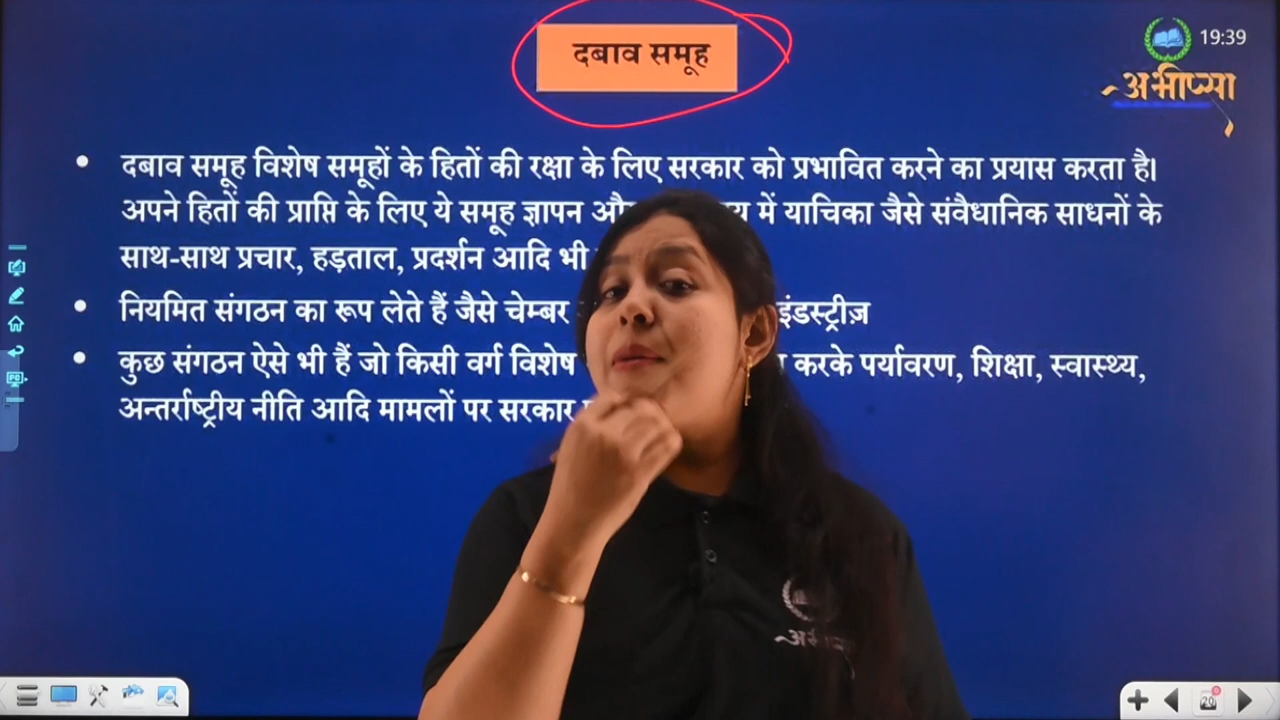 दबाव समूह
19:39
अभीप्सा
दबाव समूह विशेष समूहों के हितों की रक्षा के लिए सरकार को प्रभावित करने का प्रयास करता है।
अपने हितों की प्राप्ति के लिए ये समूह ज्ञापन में याचिका जैसे संवैधानिक साधनों के
साथ-साथ प्रचार, हड़ताल, प्रदर्शन आदि भी
नियमित संगठन का रूप लेते हैं जैसे चेम्बर इंडस्ट्रीज़
कुछ संगठन ऐसे भी हैं जो किसी वर्ग विशेष करके पर्यावरण, शिक्षा, स्वास्थ्य,
अन्तर्राष्ट्रीय नीति आदि मामलों पर सरकार
20